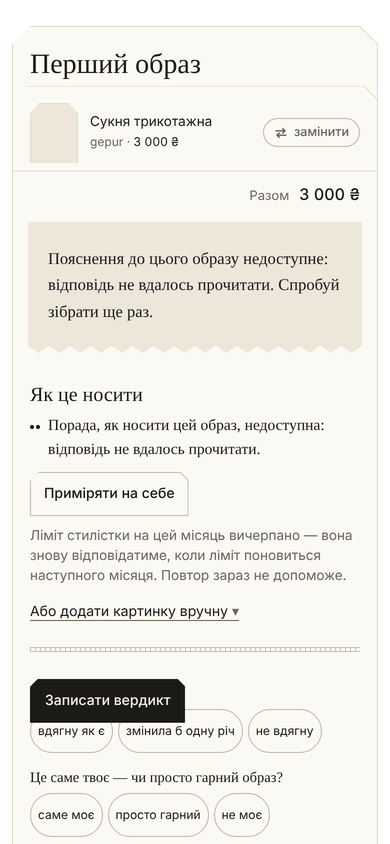 Перший образ
Сукня трикотажна
gepur · 3 000 ₴
замінити
Разом 3 000 ₴
Пояснення до цього образу недоступне:
відповідь не вдалось прочитати. Спробуй
зібрати ще раз.
Як це носити
Порада, як носити цей образ, недоступна:
відповідь не вдалось прочитати.
Приміряти на себе
Ліміт стилістки на цей місяць вичерпано — вона
знову відповідатиме, коли ліміт поновиться
наступного місяця. Повтор зараз не допоможе.
Або додати картинку вручну ▾
Записати вердикт
вдягну як є змінила б одну річ не вдягну
Це саме твоє — чи просто гарний образ?
саме моє просто гарний не моє